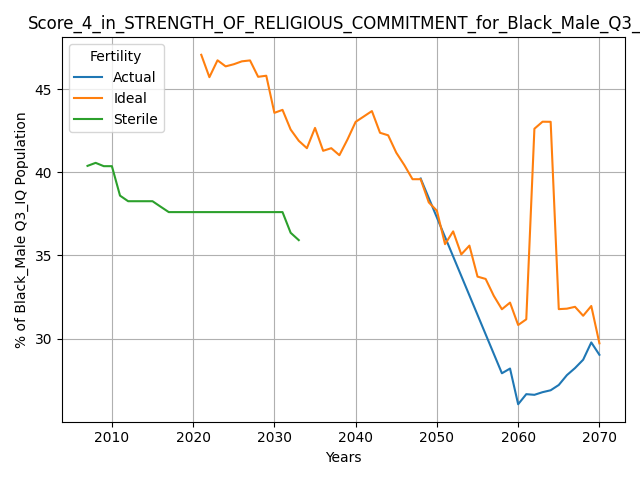 Score_4_in_STRENGTH_OF_RELIGIOUS_COMMITMENT_for_Black_Male_Q3_
Fertility
Actual
Ideal
Sterile
% of Black_Male Q3_IQ Population
45
40
35
30
2010 2020 2030 2040 2050 2060 2070
Years